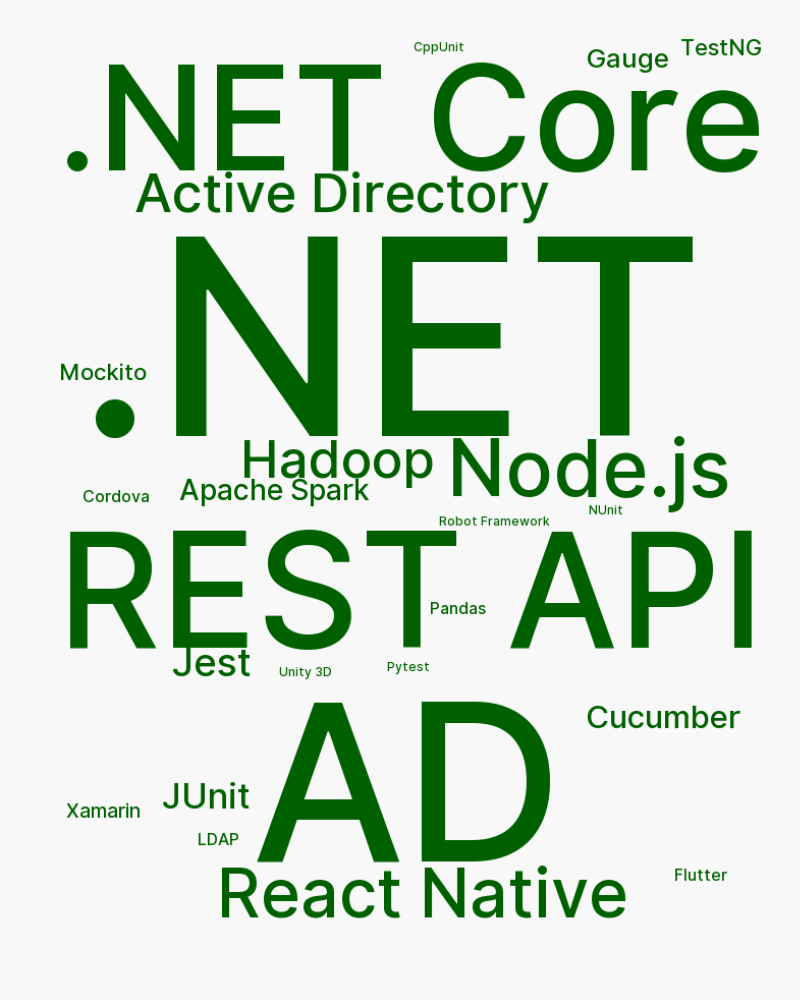 CppUnit
Gauge
TestNG
.NET Core
Active Directory
.NET
Mockito
Hadoop
Node.js
Apache Spark
Cordova
NUnit
Robot Framework
REST API
Pandas
Jest
Unity 3D
Pytest
AD
Cucumber
JUnit
Xamarin
LDAP
React Native
Flutter